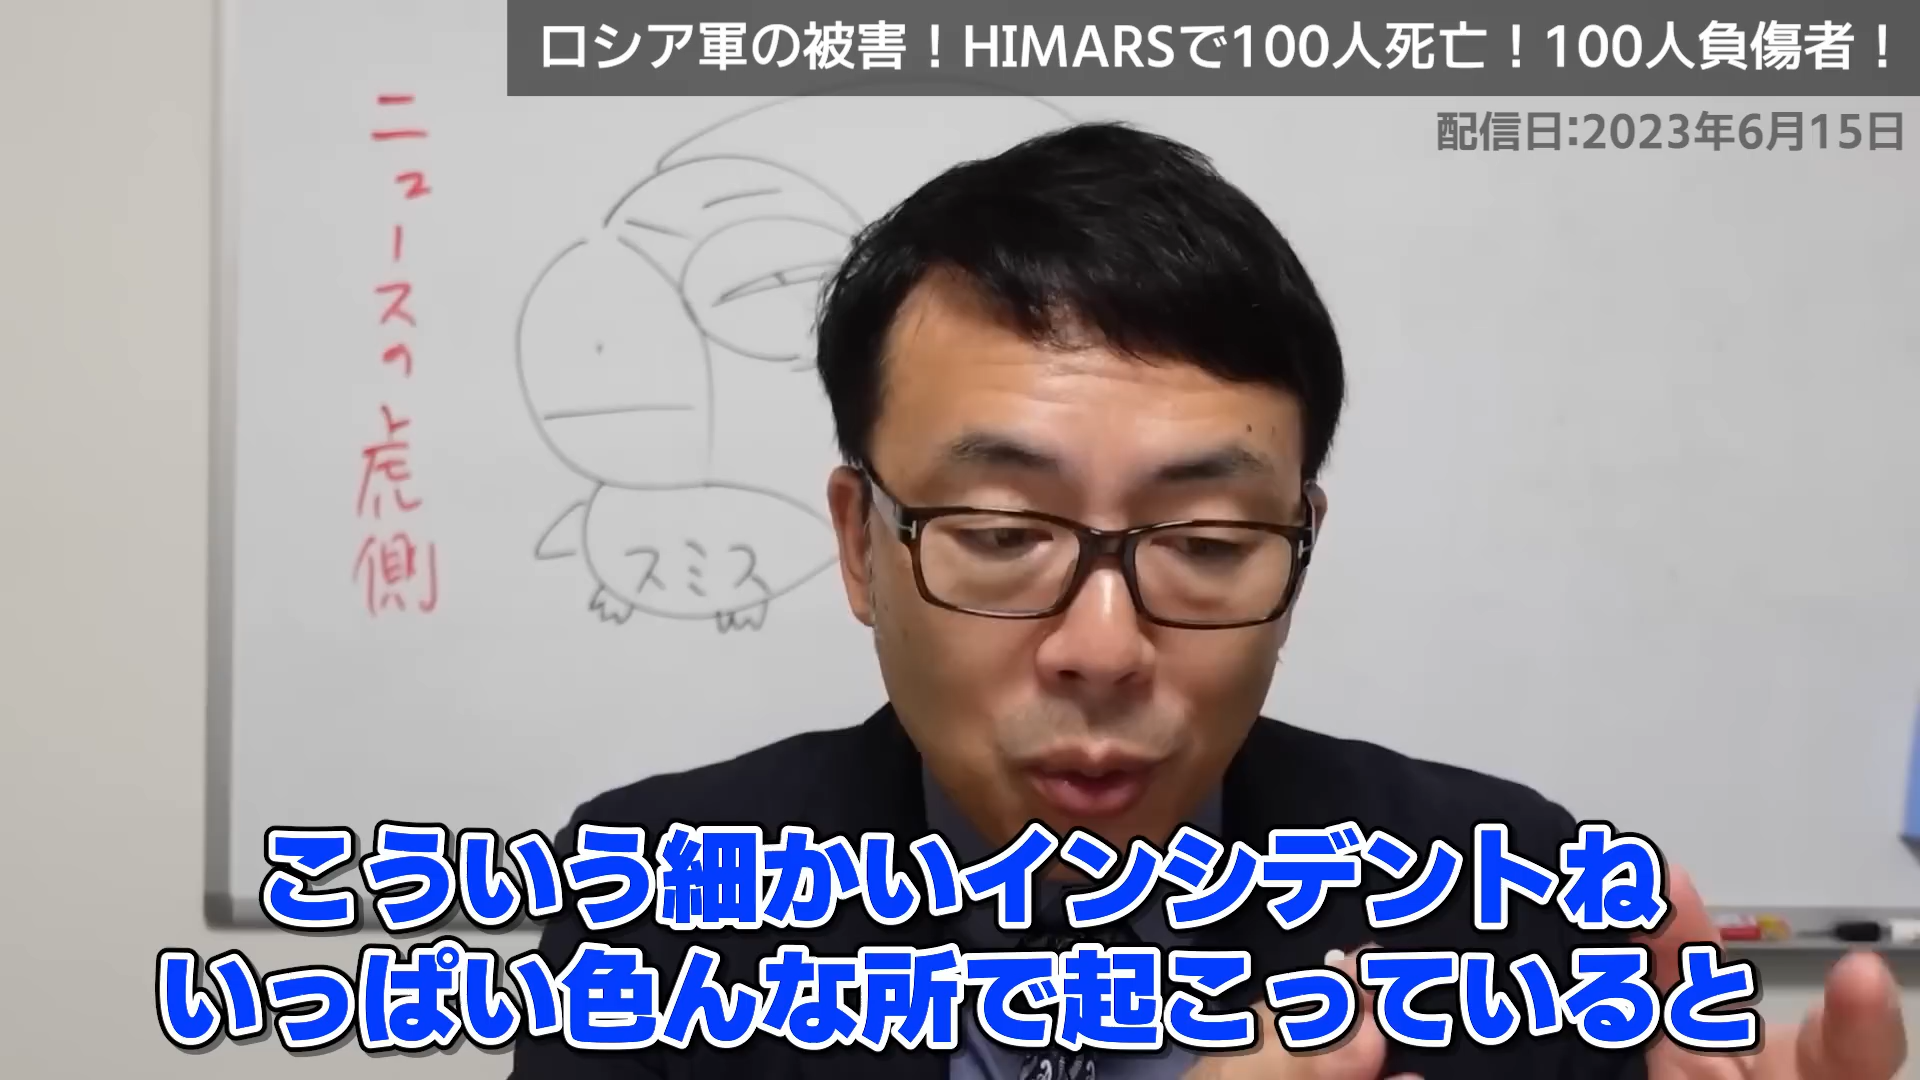 ロシア軍の被害！HIMARSで100人死亡！100人負傷者！
配信日:2023年6月15日
ニュースの虎側
スミス
こういう細かいインシデントね
いっぱい色んな所で起こっていると